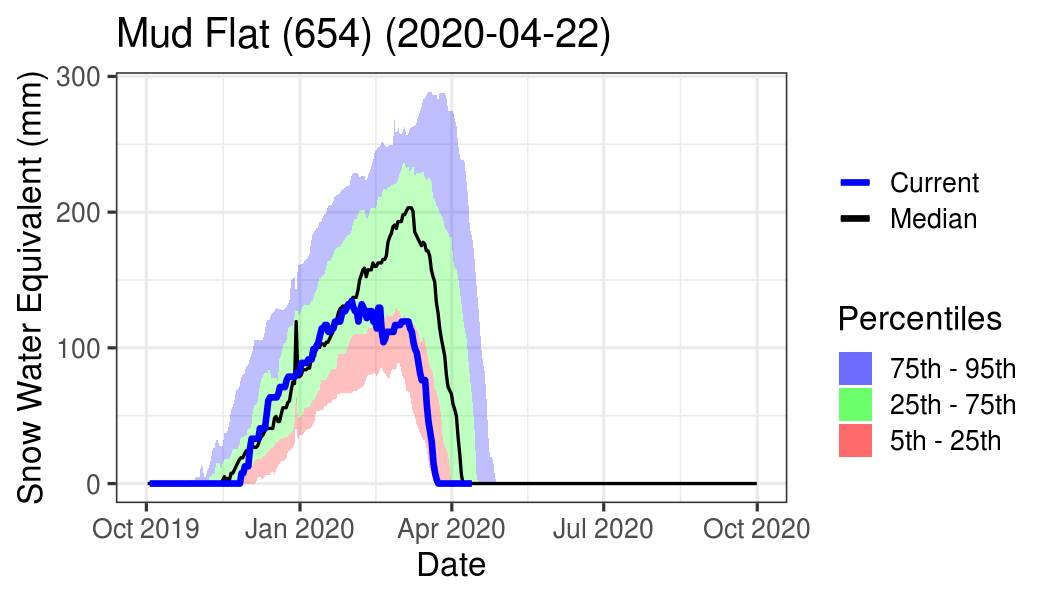 Mud Flat (654) (2020-04-22)
Snow Water Equivalent (mm)
300
200
100
0
Oct 2019
Jan 2020
Apr 2020
Jul 2020
Oct 2020
Date
Current
Median
Percentiles
75th - 95th
25th - 75th
5th - 25th